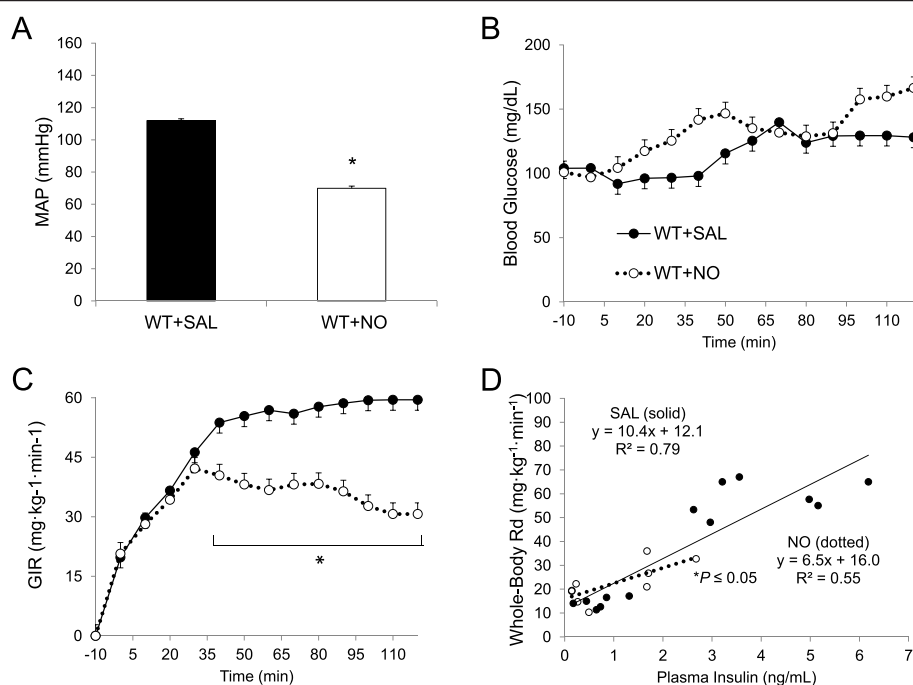 A
160
140
120
100
80
60
40
20
0
MAP (mmHg)
*
WT+SAL
WT+NO
B
200
150
100
50
0
Blood Glucose (mg/dL)
WT+SAL
WT+NO
-10 5 20 35 50 65 80 95 110
Time (min)
C
60
45
30
15
0
GIR (mg·kg-1·min-1)
*
-10 5 20 35 50 65 80 95 110
Time (min)
D
100
90
80
70
60
50
40
30
20
10
0
Whole-Body Rd (mg·kg⁻¹·min⁻¹)
SAL (solid)
y = 10.4x + 12.1
R² = 0.79
NO (dotted)
y = 6.5x + 16.0
R² = 0.55
*P ≤ 0.05
0 1 2 3 4 5 6 7
Plasma Insulin (ng/mL)